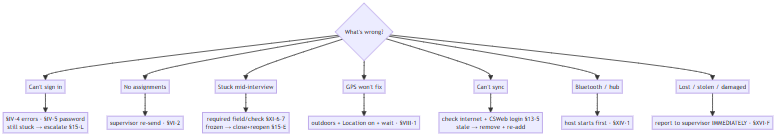 What's wrong?
Can't sign in
No assignments
Stuck mid-interview
GPS won't fix
Can't sync
Bluetooth / hub
Lost / stolen / damaged
§IV-4 errors · §IV-5 password
still stuck → escalate §15-L
supervisor re-send · §VI-2
required field/check §XI-6-7
frozen → close+reopen §15-E
outdoors + Location on + wait · §VIII-1
check internet + CSWeb login §13-5
stale → remove + re-add
host starts first · §XIV-1
report to supervisor IMMEDIATELY · §XVI-F